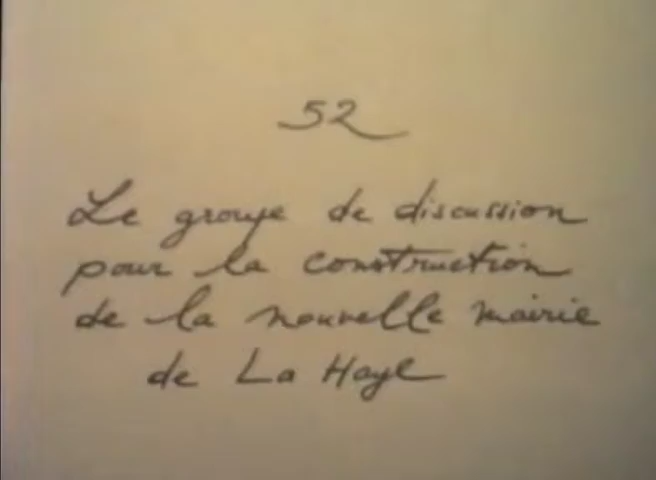 52
Le groupe de discussion
pour la construction
de la nouvelle mairie
de La Haye